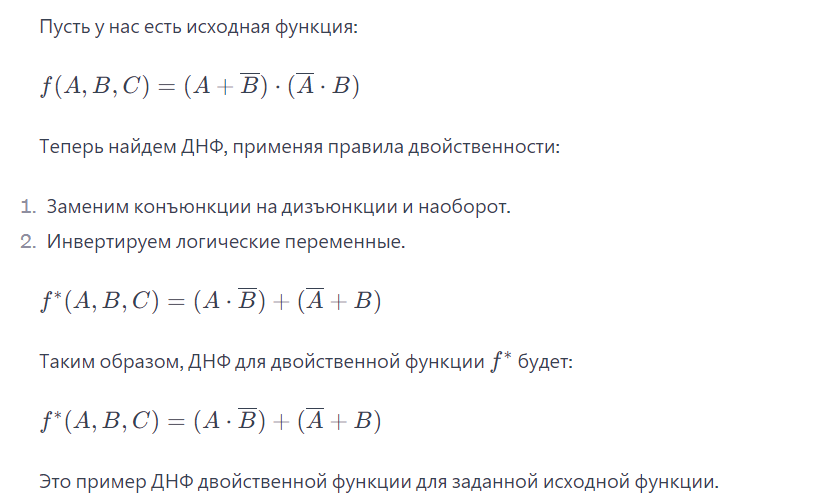 Пусть у нас есть исходная функция:
f(A, B, C) = (A + B̅) · (A̅ · B)
Теперь найдем ДНФ, применяя правила двойственности:
1. Заменим конъюнкции на дизъюнкции и наоборот.
2. Инвертируем логические переменные.
f*(A, B, C) = (A · B̅) + (A̅ + B)
Таким образом, ДНФ для двойственной функции f* будет:
f*(A, B, C) = (A · B̅) + (A̅ + B)
Это пример ДНФ двойственной функции для заданной исходной функции.